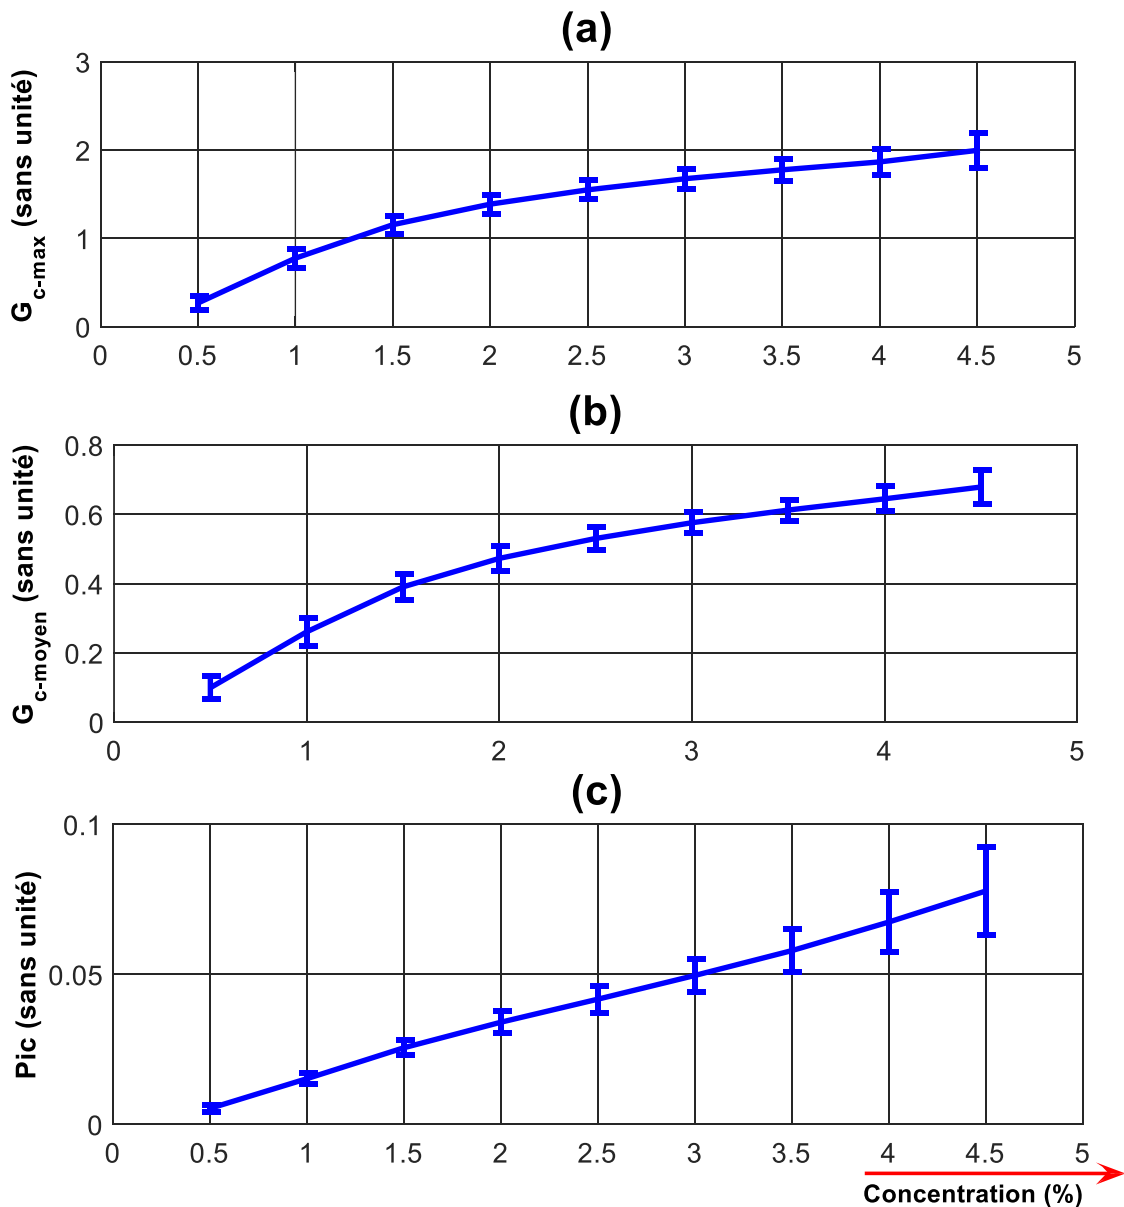 (a)
G c-max (sans unité)
3
2
1
0
0 0.5 1 1.5 2 2.5 3 3.5 4 4.5 5
(b)
G c-moyen (sans unité)
0.8
0.6
0.4
0.2
0
0 1 2 3 4 5
(c)
Pic (sans unité)
0.1
0.05
0
0 0.5 1 1.5 2 2.5 3 3.5 4 4.5 5
Concentration (%)